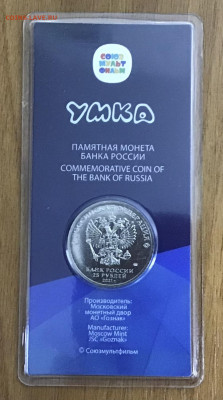 СОЮЗ
МУЛЬТ
ФИЛЬМ
УМКА
ПАМЯТНАЯ МОНЕТА
БАНКА РОССИИ
COMMEMORATIVE COIN OF
THE BANK OF RUSSIA
БАНК РОССИИ
25 РУБЛЕЙ
2021 г.
Производитель:
Московский
монетный двор
АО «Гознак»
Manufacturer:
Moscow Mint
JSC «Goznak»
© Союзмультфильм